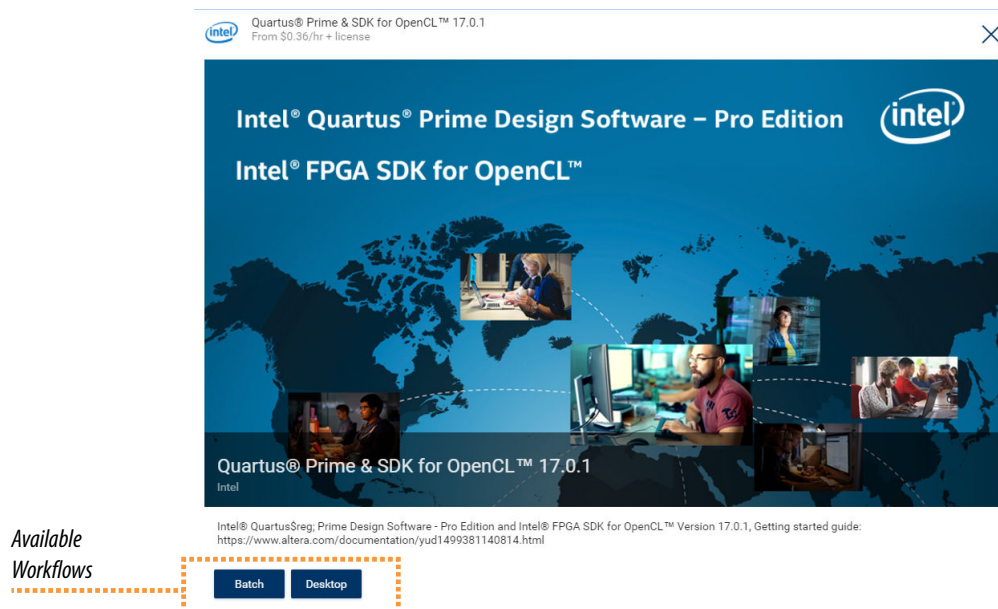 intel
Quartus® Prime & SDK for OpenCL™ 17.0.1
From $0.36/hr + license
Intel® Quartus® Prime Design Software – Pro Edition
intel
Intel® FPGA SDK for OpenCL™
Quartus® Prime & SDK for OpenCL™ 17.0.1
Intel
Intel® Quartus$reg; Prime Design Software - Pro Edition and Intel® FPGA SDK for OpenCL™ Version 17.0.1, Getting started guide:
https://www.altera.com/documentation/yud1499381140814.html
Available
Workflows
Batch
Desktop